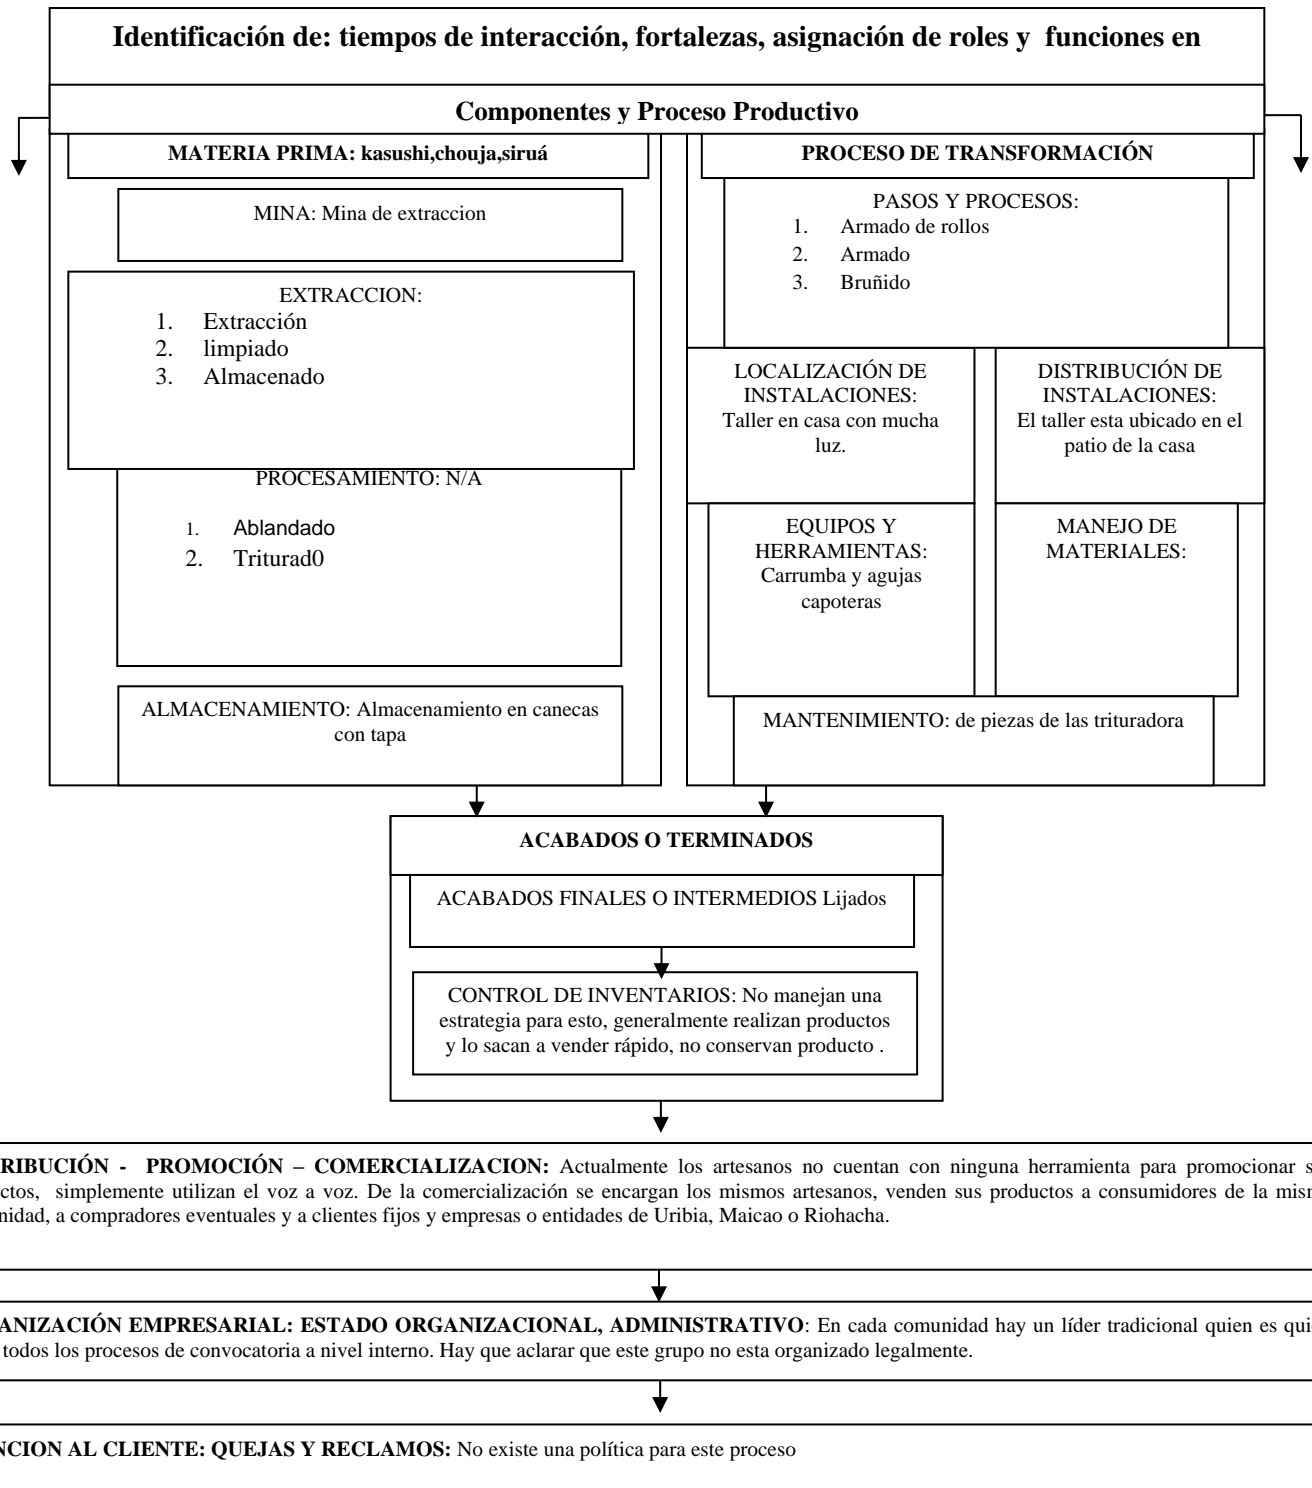 Identificación de: tiempos de interacción, fortalezas, asignación de roles y funciones en
Componentes y Proceso Productivo
MATERIA PRIMA: kasushi,chouja,siruá
MINA: Mina de extraccion
EXTRACCION:
1. Extracción
2. limpiado
3. Almacenado
PROCESAMIENTO: N/A
1. Ablandado
2. Triturad0
ALMACENAMIENTO: Almacenamiento en canecas
con tapa
PROCESO DE TRANSFORMACIÓN
PASOS Y PROCESOS:
1. Armado de rollos
2. Armado
3. Bruñido
LOCALIZACIÓN DE
INSTALACIONES:
Taller en casa con mucha
luz.
DISTRIBUCIÓN DE
INSTALACIONES:
El taller esta ubicado en el
patio de la casa
EQUIPOS Y
HERRAMIENTAS:
Carrumba y agujas
capoteras
MANEJO DE
MATERIALES:
MANTENIMIENTO: de piezas de las trituradora
ACABADOS O TERMINADOS
ACABADOS FINALES O INTERMEDIOS Lijados
CONTROL DE INVENTARIOS: No manejan una
estrategia para esto, generalmente realizan productos
y lo sacan a vender rápido, no conservan producto .
RIBUCIÓN - PROMOCIÓN – COMERCIALIZACION: Actualmente los artesanos no cuentan con ninguna herramienta para promocionar s
ctos, simplemente utilizan el voz a voz. De la comercialización se encargan los mismos artesanos, venden sus productos a consumidores de la mism
nidad, a compradores eventuales y a clientes fijos y empresas o entidades de Uribia, Maicao o Riohacha.
ANIZACIÓN EMPRESARIAL: ESTADO ORGANIZACIONAL, ADMINISTRATIVO: En cada comunidad hay un líder tradicional quien es quie
todos los procesos de convocatoria a nivel interno. Hay que aclarar que este grupo no esta organizado legalmente.
NCION AL CLIENTE: QUEJAS Y RECLAMOS: No existe una política para este proceso